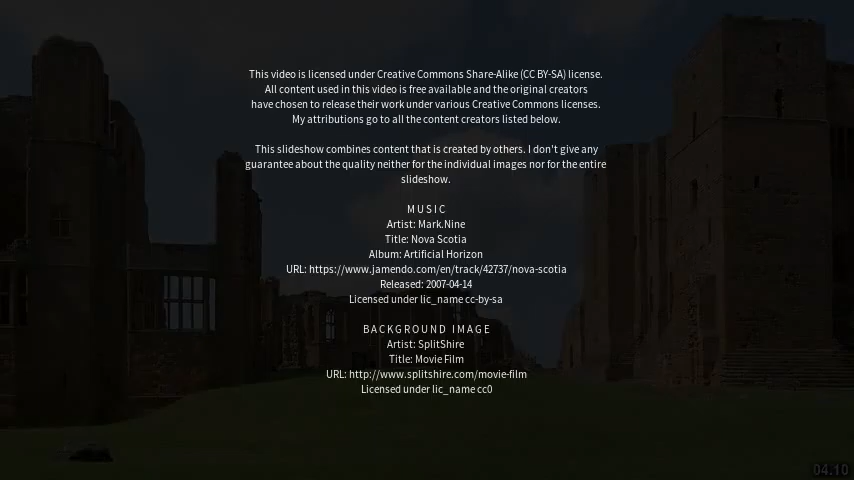 This video is licensed under Creative Commons Share-Alike (CC BY-SA) license.
All content used in this video is free available and the original creators
have chosen to release their work under various Creative Commons licenses.
My attributions go to all the content creators listed below.
This slideshow combines content that is created by others. I don't give any
guarantee about the quality neither for the individual images nor for the entire
slideshow.
MUSIC
Artist: Mark.Nine
Title: Nova Scotia
Album: Artificial Horizon
URL: https://www.jamendo.com/en/track/42737/nova-scotia
Released: 2007-04-14
Licensed under lic_name cc-by-sa
BACKGROUND IMAGE
Artist: SplitShire
Title: Movie Film
URL: http://www.splitshire.com/movie-film
Licensed under lic_name cc0
04.10